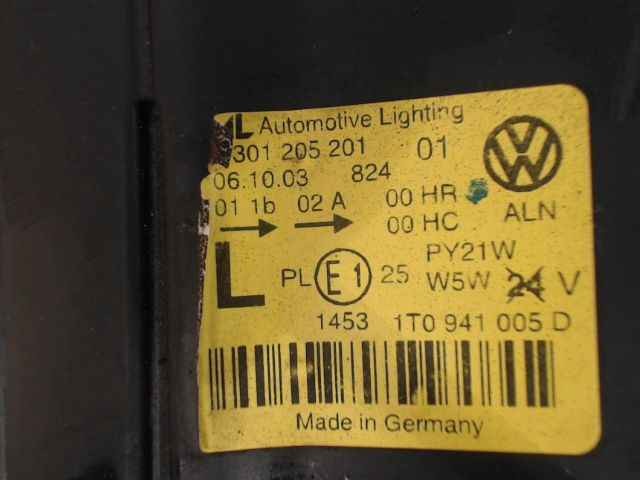 AL Automotive Lighting
301 205 201 01
06.10.03 824
01 1b 02 A 00 HR
00 HC
VW
ALN
L
PL E1 25
PY21W
W5W 24 V
1453 1T0 941 005 D
Made in Germany